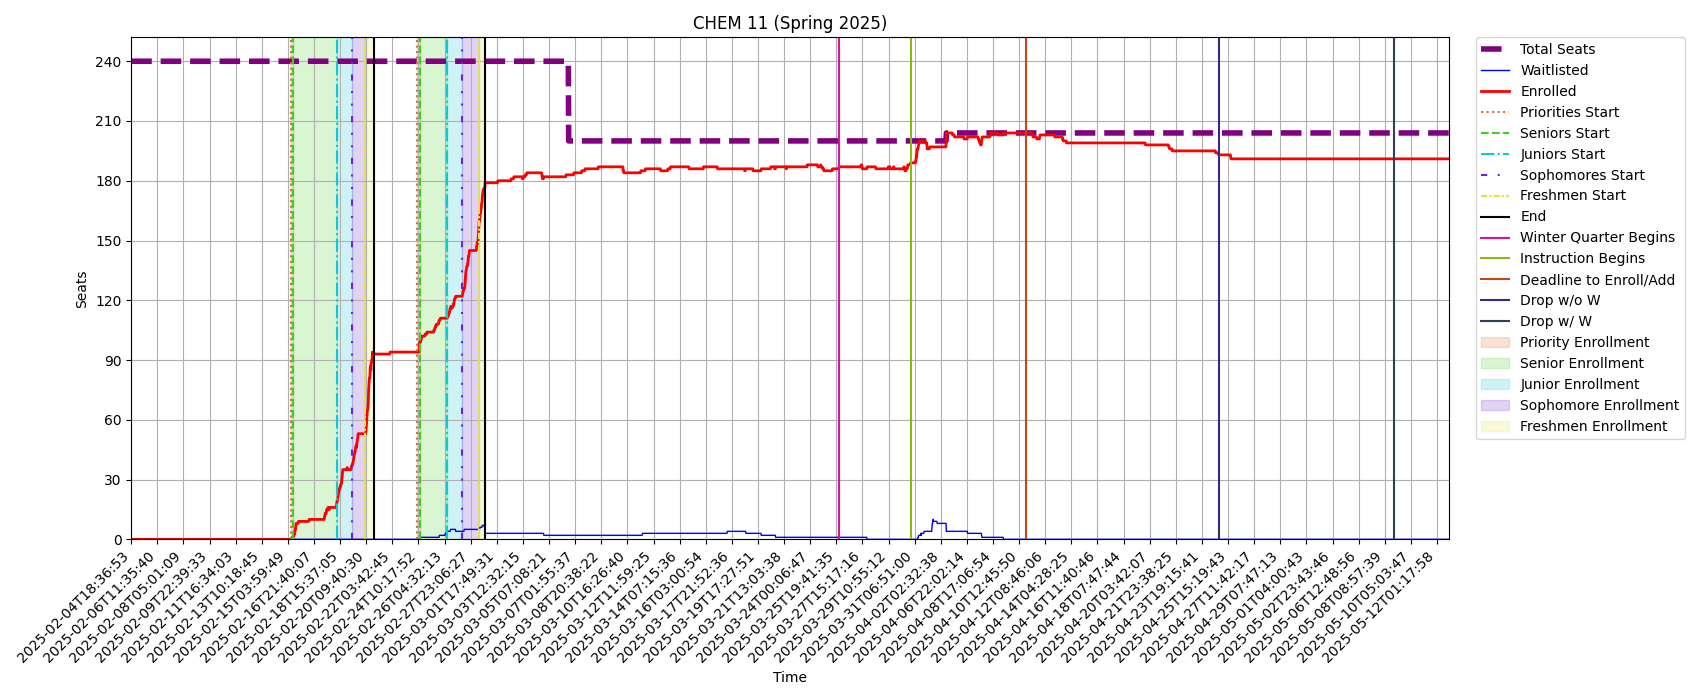 CHEM 11 (Spring 2025)
Seats
240
210
180
150
120
90
60
30
0
2025-02-04T18:36:53
2025-02-06T11:35:40
2025-02-08T05:01:09
2025-02-09T22:39:33
2025-02-11T16:34:03
2025-02-13T10:18:45
2025-02-15T03:59:49
2025-02-16T21:40:07
2025-02-18T15:37:05
2025-02-20T09:40:30
2025-02-22T03:42:45
2025-02-24T10:17:52
2025-02-26T04:32:13
2025-02-27T23:06:27
2025-03-01T17:49:31
2025-03-03T12:32:15
2025-03-05T07:08:21
2025-03-07T01:55:37
2025-03-08T20:38:22
2025-03-10T16:26:40
2025-03-12T11:59:25
2025-03-14T07:15:36
2025-03-16T03:00:54
2025-03-17T21:52:36
2025-03-19T17:27:51
2025-03-21T13:03:38
2025-03-24T00:06:47
2025-03-25T19:41:35
2025-03-27T15:17:16
2025-03-29T10:55:12
2025-03-31T06:51:00
2025-04-02T02:32:38
2025-04-06T22:02:14
2025-04-08T17:06:54
2025-04-10T12:45:50
2025-04-12T08:46:06
2025-04-14T04:28:25
2025-04-16T11:40:46
2025-04-18T07:47:44
2025-04-20T03:42:07
2025-04-21T23:38:25
2025-04-23T19:15:41
2025-04-25T15:19:43
2025-04-27T11:42:17
2025-04-29T07:47:13
2025-05-01T04:00:43
2025-05-02T23:43:46
2025-05-06T12:48:56
2025-05-08T08:57:39
2025-05-10T05:03:47
2025-05-12T01:17:58
Time
Total Seats
Waitlisted
Enrolled
Priorities Start
Seniors Start
Juniors Start
Sophomores Start
Freshmen Start
End
Winter Quarter Begins
Instruction Begins
Deadline to Enroll/Add
Drop w/o W
Drop w/ W
Priority Enrollment
Senior Enrollment
Junior Enrollment
Sophomore Enrollment
Freshmen Enrollment